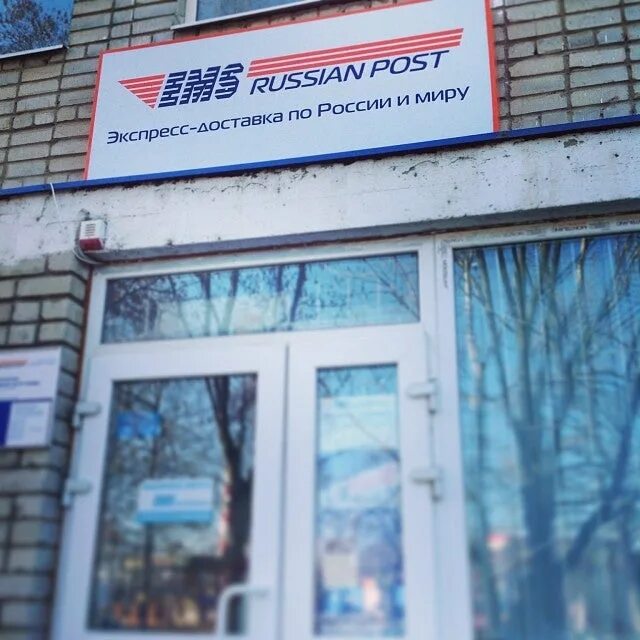 EMS RUSSIAN POST
Экспресс-доставка по России и миру